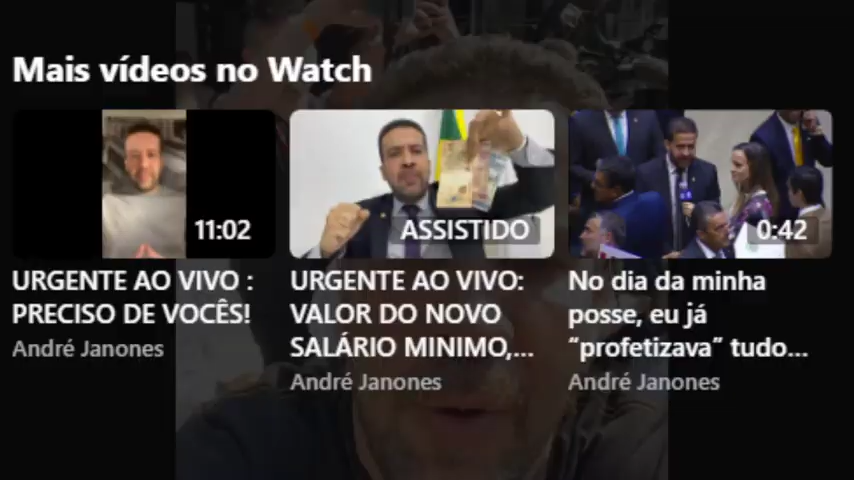 Mais vídeos no Watch
11:02
ASSISTIDO
0:42
URGENTE AO VIVO :
PRECISO DE VOCÊS!
André Janones
URGENTE AO VIVO:
VALOR DO NOVO
SALÁRIO MINIMO,...
André Janones
No dia da minha
posse, eu já
“profetizava” tudo...
André Janones